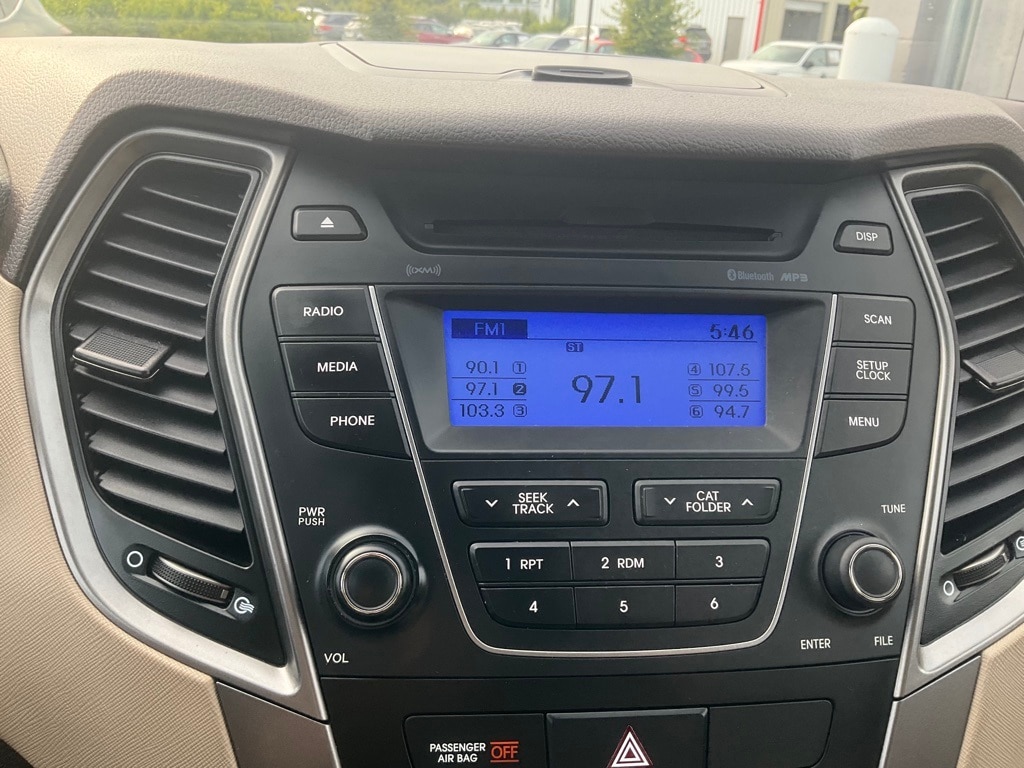 DISP
((XM))
Bluetooth MP3
RADIO
MEDIA
PHONE
FM1 5:46
ST
90.1 1
97.1 2
103.3 3
97.1
4 107.5
5 99.5
6 94.7
SCAN
SETUP
CLOCK
MENU
SEEK
TRACK
CAT
FOLDER
PWR
PUSH
TUNE
1 RPT
2 RDM
3
4
5
6
VOL
ENTER
FILE
PASSENGER
AIR BAG
OFF